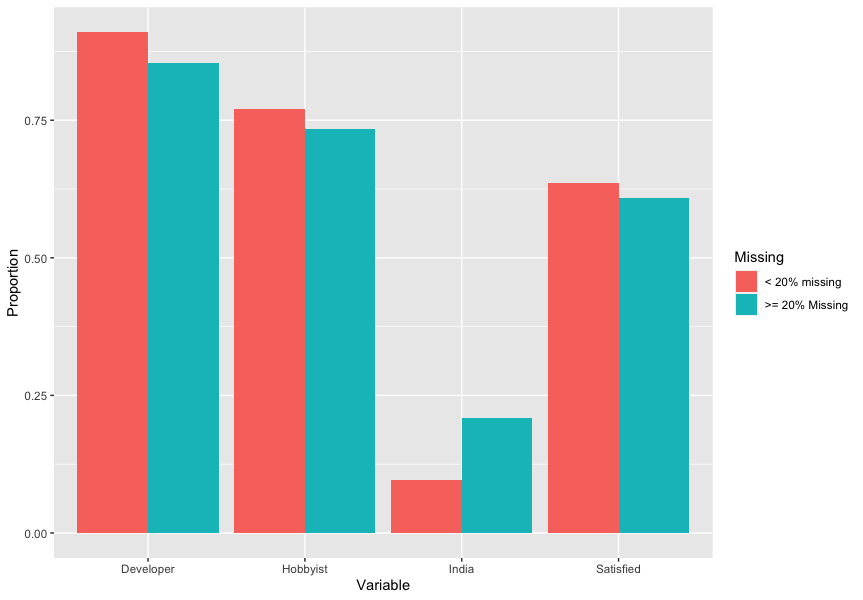 Proportion
0.75
0.50
0.25
0.00
Developer
Hobbyist
India
Satisfied
Variable
Missing
< 20% missing
>= 20% Missing